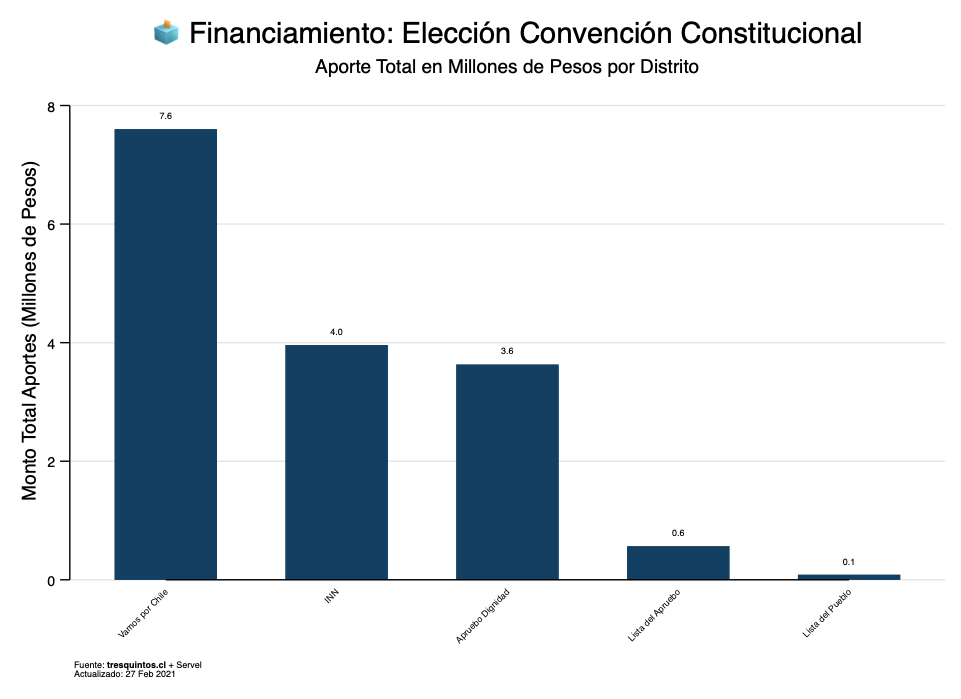 Financiamiento: Elección Convención Constitucional
Aporte Total en Millones de Pesos por Distrito
Monto Total Aportes (Millones de Pesos)
8
6
4
2
0
7.6
4.0
3.6
0.6
0.1
Vamos por Chile
INN
Apruebo Dignidad
Lista del Apruebo
Lista del Pueblo
Fuente: tresquintos.cl + Servel
Actualizado: 27 Feb 2021